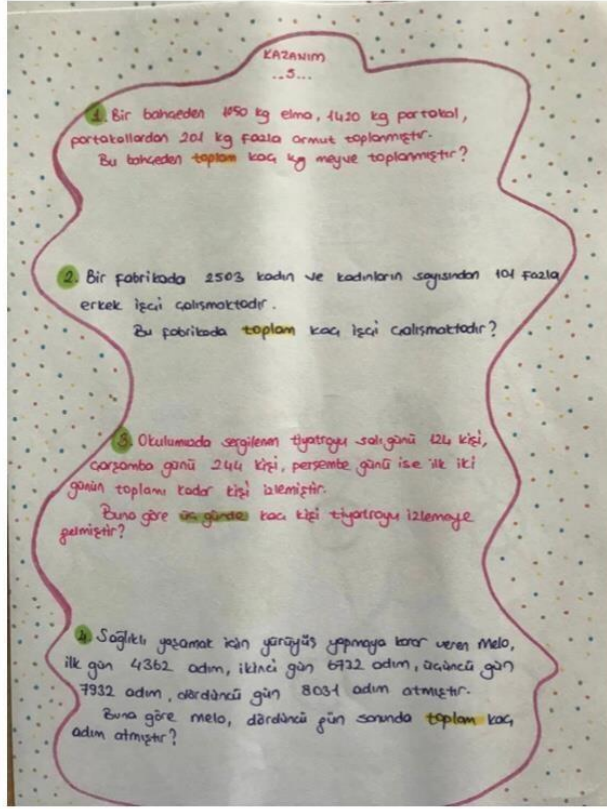 KAZANIM
..5...
1. Bir bahçeden 1050 kg elma, 1420 kg portakal,
portakallardan 201 kg fazla armut toplanmıştır.
Bu bahçeden toplam kaç kg meyve toplanmıştır?
2. Bir fabrikada 2503 kadın ve kadınların sayısından 101 fazla
erkek işçi çalışmaktadır.
Bu fabrikada toplam kaç işçi çalışmaktadır?
3. Okulumuzda sergilenen tiyatroyu salı günü 124 kişi,
çarşamba günü 244 kişi, perşembe günü ise ilk iki
günün toplamı kadar kişi izlemiştir.
Buna göre üç günde kaç kişi tiyatroyu izlemeye
gelmiştir?
4. Sağlıklı yaşamak için yürüyüş yapmaya karar veren Melo,
ilk gün 4362 adım, ikinci gün 6722 adım, üçüncü gün
7932 adım, dördüncü gün 8031 adım atmıştır.
Buna göre melo, dördüncü gün sonunda toplam kaç
adım atmıştır?